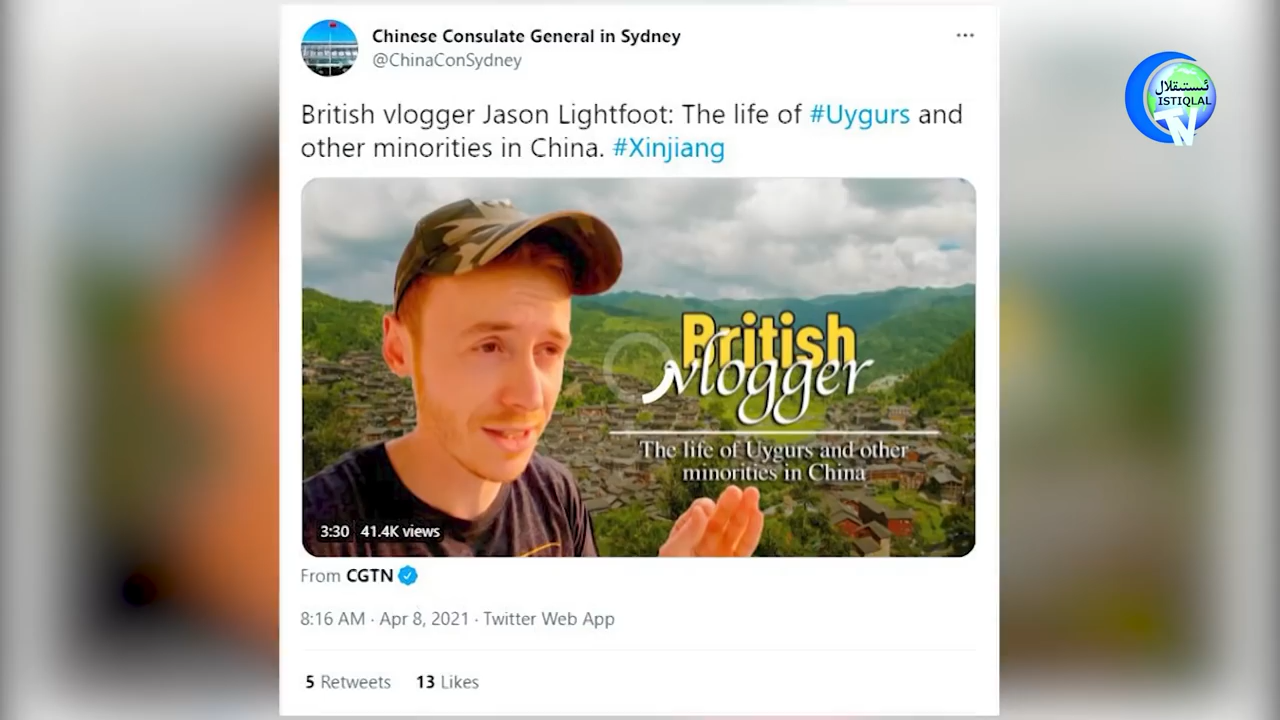 Chinese Consulate General in Sydney
@ChinaConSydney
British vlogger Jason Lightfoot: The life of #Uygurs and
other minorities in China. #Xinjiang
British
vlogger
The life of Uygurs and other
minorities in China
3:30 41.4K views
From CGTN
8:16 AM · Apr 8, 2021 · Twitter Web App
5 Retweets 13 Likes
ئىستىقلال
ISTIQLAL
TV